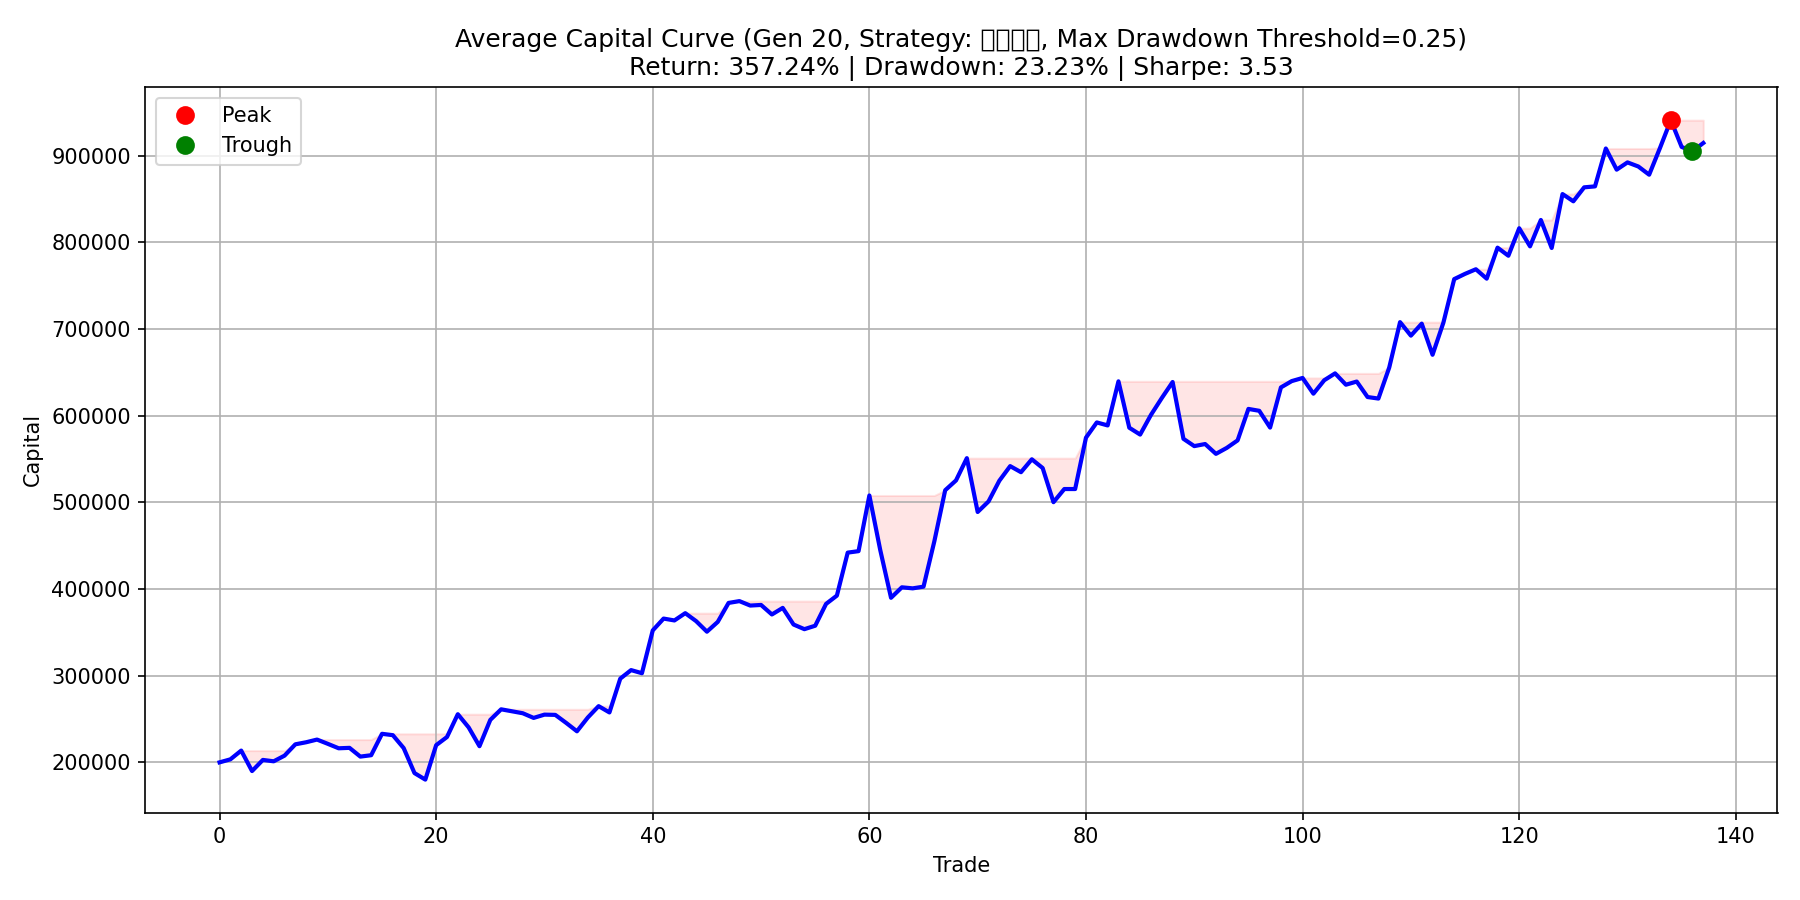 Average Capital Curve (Gen 20, Strategy: □□□□, Max Drawdown Threshold=0.25)
Return: 357.24% | Drawdown: 23.23% | Sharpe: 3.53
Peak
Trough
Capital
900000
800000
700000
600000
500000
400000
300000
200000
0
20
40
60
80
100
120
140
Trade